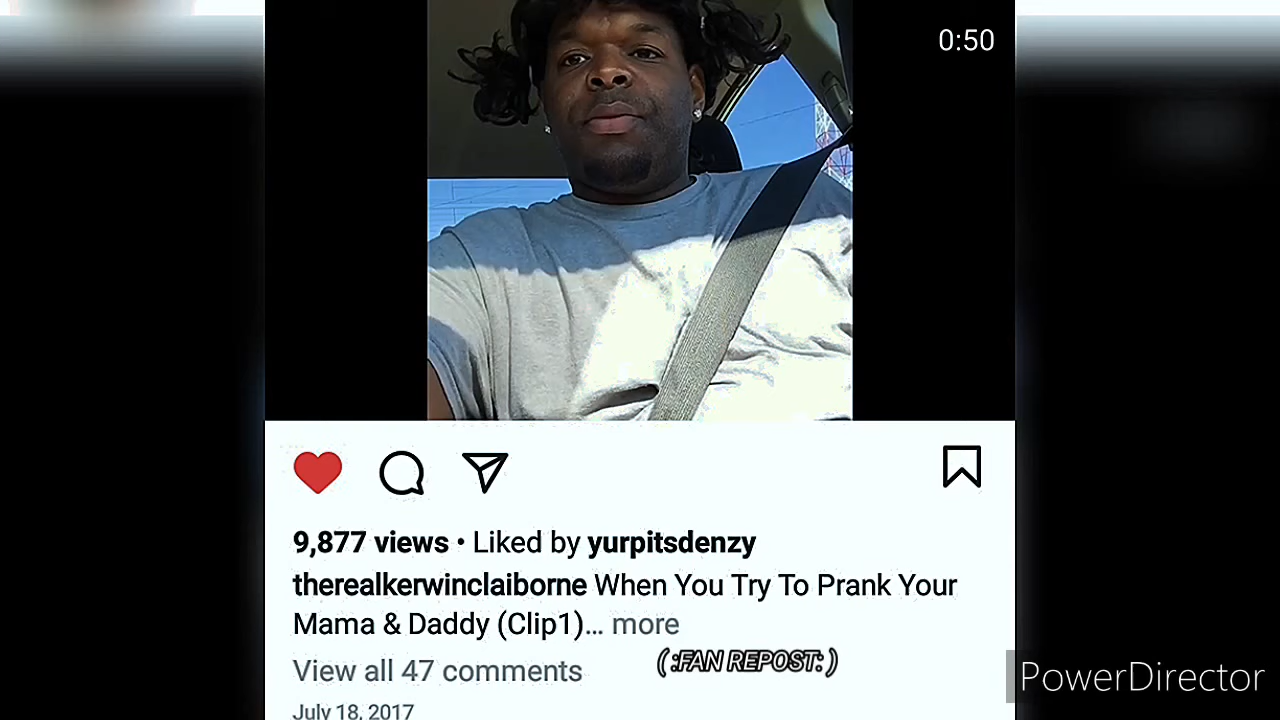 0:50
9,877 views • Liked by yurpitsdenzy
therealkerwinclaiborne When You Try To Prank Your
Mama & Daddy (Clip1)... more
(:FAN REPOST:)
View all 47 comments
PowerDirector
July 18, 2017